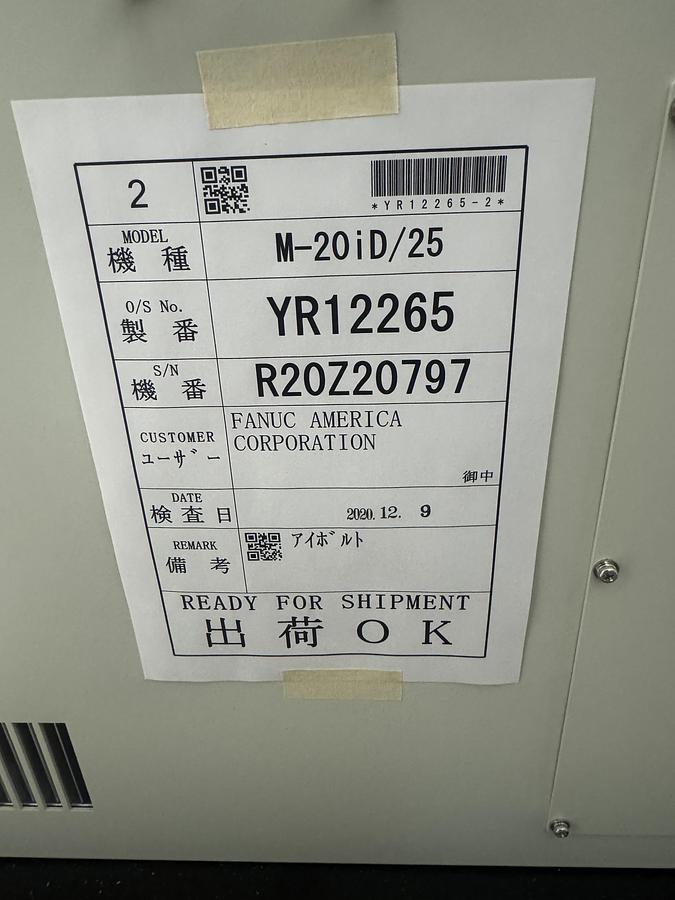 2
*YR12265-2*
MODEL
機 種
M-20iD/25
O/S No.
製 番
YR12265
S/N
機 番
R20Z20797
CUSTOMER
ユーザー
FANUC AMERICA
CORPORATION
御中
DATE
検 査 日
2020. 12. 9
REMARK
備 考
アイボルト
READY FOR SHIPMENT
出 荷 O K